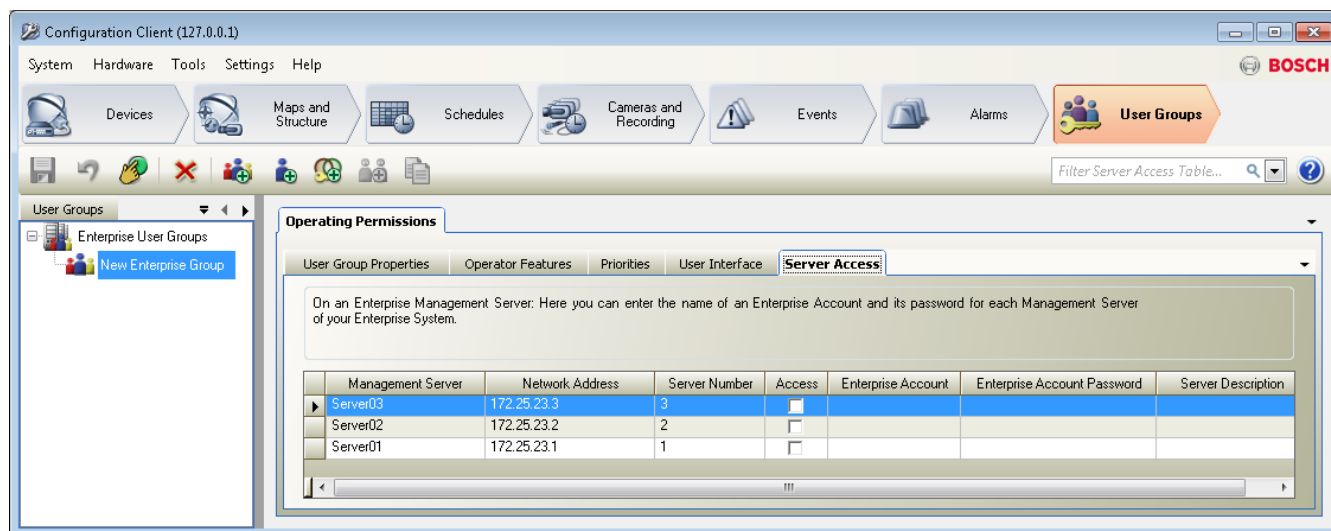 Configuration Client (127.0.0.1)
System Hardware Tools Settings Help
BOSCH
Devices
Maps and
Structure
Schedules
Cameras and
Recording
Events
Alarms
User Groups
Filter Server Access Table...
User Groups
Enterprise User Groups
New Enterprise Group
Operating Permissions
User Group Properties Operator Features Priorities User Interface Server Access
On an Enterprise Management Server: Here you can enter the name of an Enterprise Account and its password for each Management Server
of your Enterprise System.
Management Server Network Address Server Number Access Enterprise Account Enterprise Account Password Server Description
Server03 172.25.23.3 3
Server02 172.25.23.2 2
Server01 172.25.23.1 1